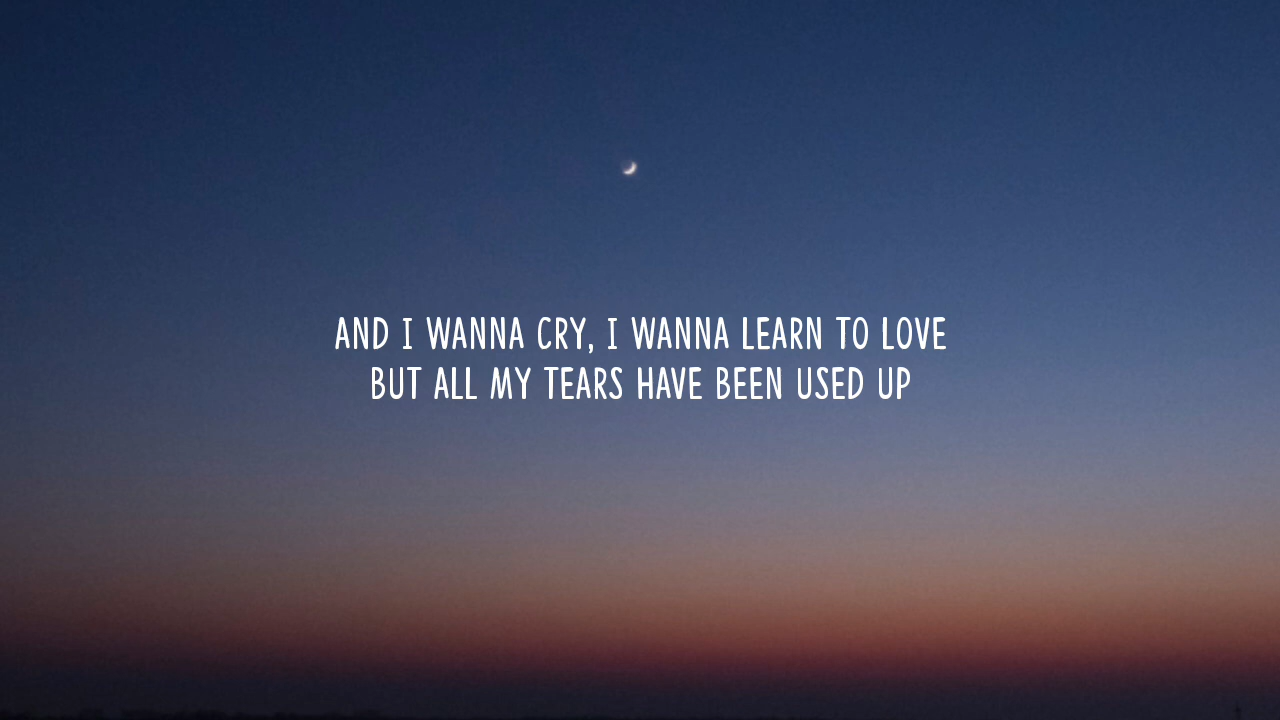 AND I WANNA CRY, I WANNA LEARN TO LOVE
BUT ALL MY TEARS HAVE BEEN USED UP